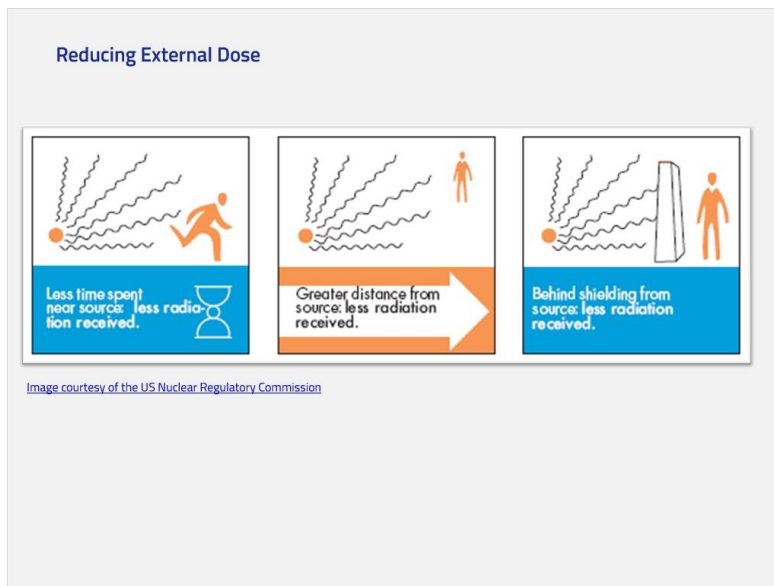 Reducing External Dose
Less time spent
near source: less radia-
tion received.
Greater distance from
source: less radiation
received.
Behind shielding from
source: less radiation
received.
Image courtesy of the US Nuclear Regulatory Commission